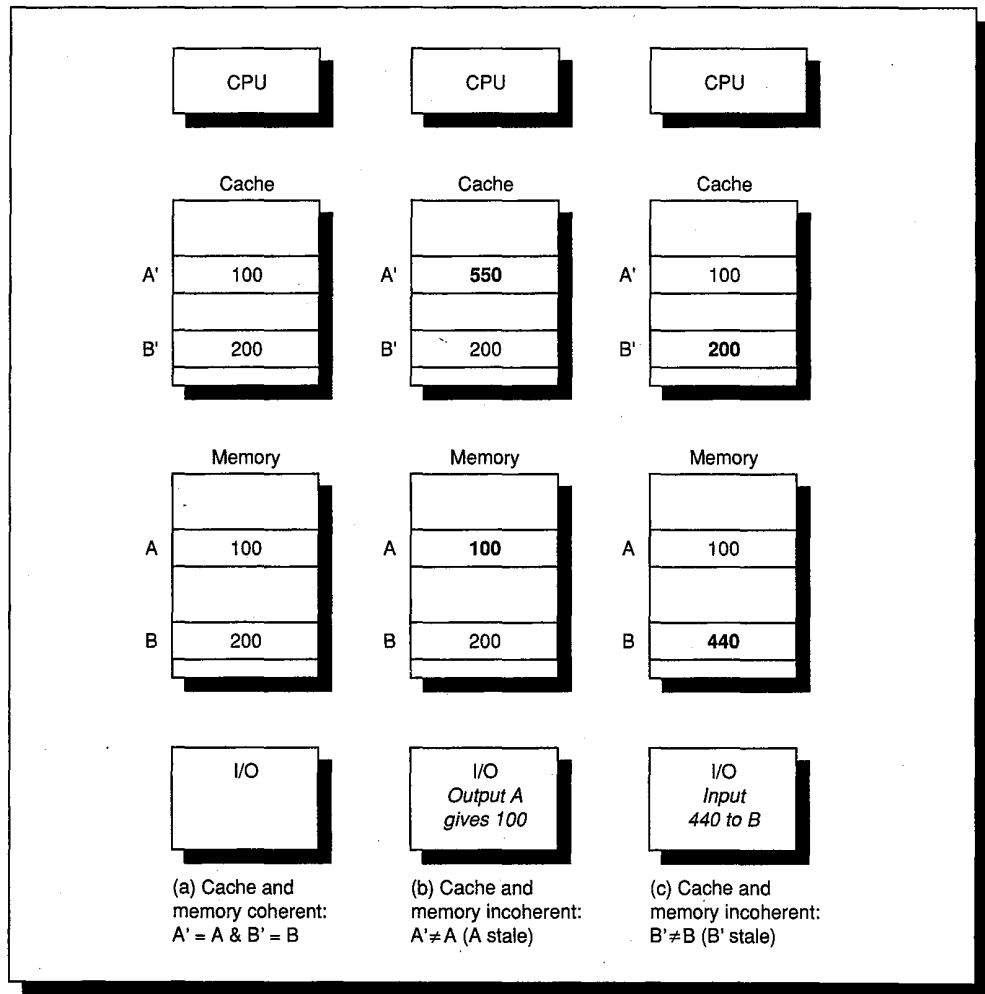 CPU
CPU
CPU
Cache
Cache
Cache
A' 100
A' 550
A' 100
B' 200
B' 200
B' 200
Memory
Memory
Memory
A 100
A 100
A 100
B 200
B 200
B 440
I/O
I/O
Output A
gives 100
I/O
Input
440 to B
(a) Cache and
memory coherent:
A' = A & B' = B
(b) Cache and
memory incoherent:
A'≠A (A stale)
(c) Cache and
memory incoherent:
B'≠B (B' stale)